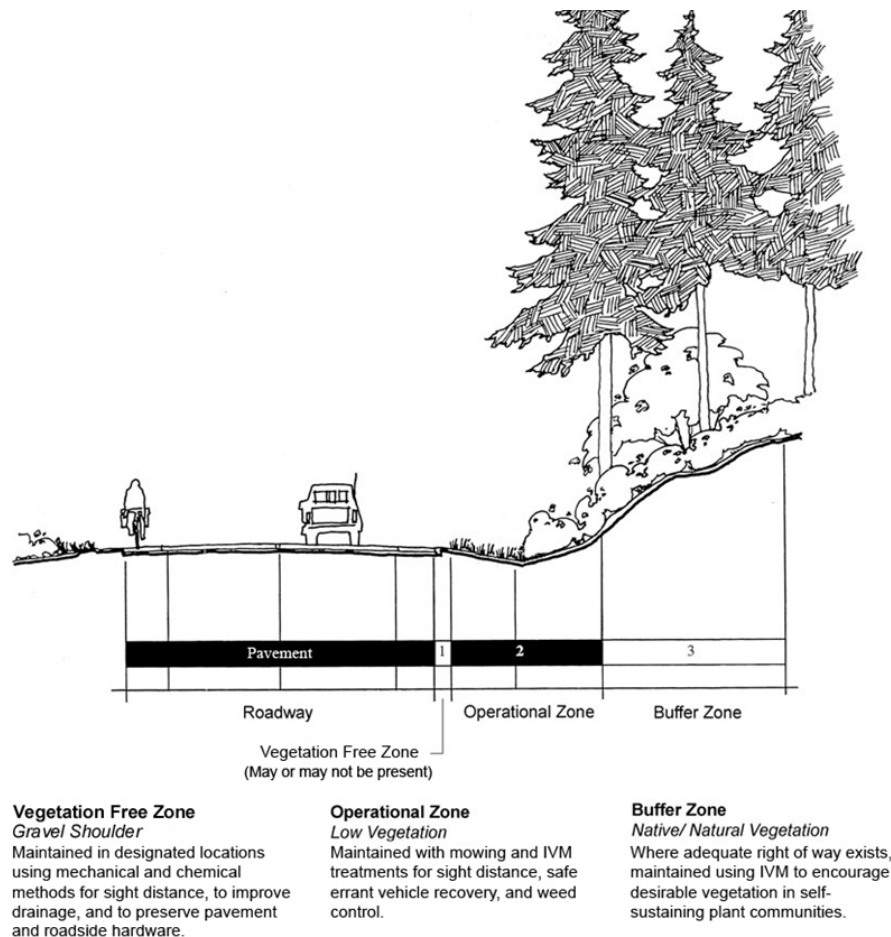 Pavement
1
2
3
Roadway
Operational Zone
Buffer Zone
Vegetation Free Zone
(May or may not be present)
Vegetation Free Zone
Gravel Shoulder
Maintained in designated locations
using mechanical and chemical
methods for sight distance, to improve
drainage, and to preserve pavement
and roadside hardware.
Operational Zone
Low Vegetation
Maintained with mowing and IVM
treatments for sight distance, safe
errant vehicle recovery, and weed
control.
Buffer Zone
Native/ Natural Vegetation
Where adequate right of way exists,
maintained using IVM to encourage
desirable vegetation in self-
sustaining plant communities.